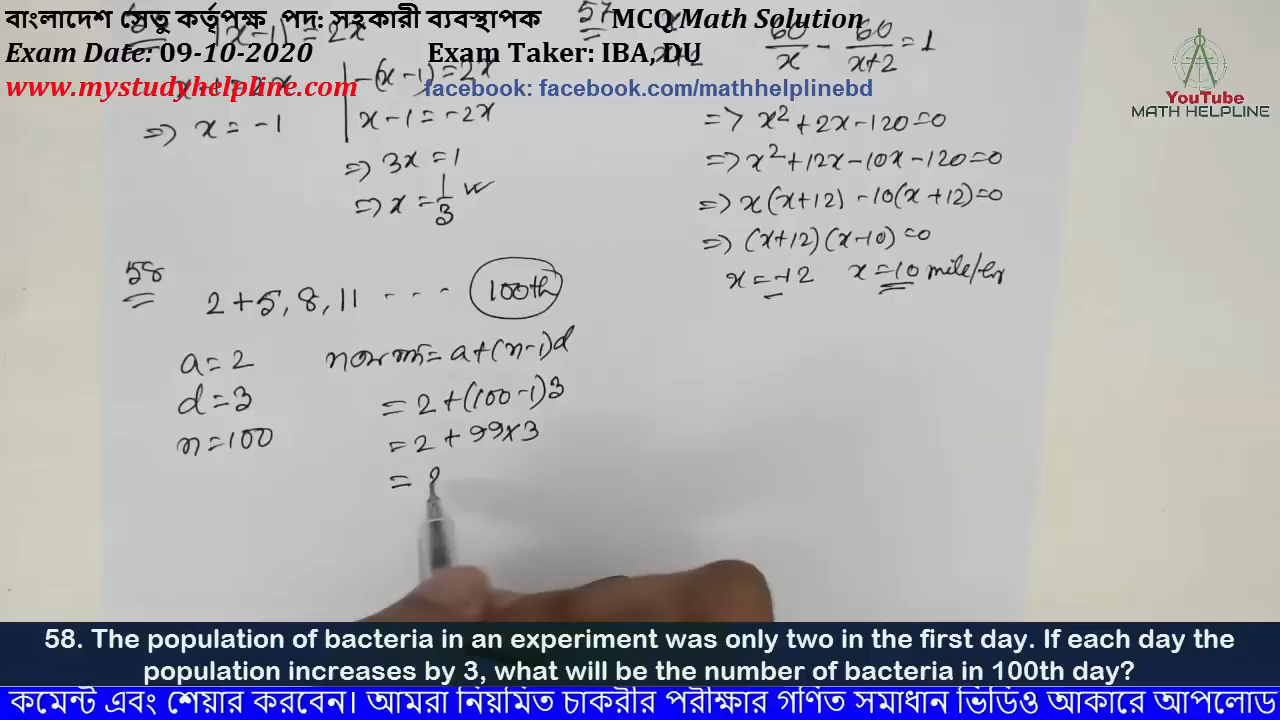 বাংলাদেশ সেতু কর্তৃপক্ষ পদ: সহকারী ব্যবস্থাপক MCQ Math Solution
Exam Date: 09-10-2020 Exam Taker: IBA, DU
www.mystudyhelpline.com facebook: facebook.com/mathhelplinebd
YouTube
MATH HELPLINE
-(x-1) = 2x
x-1 = -2x
=> x = -1
=> 3x = 1
=> x = 1/3
57
60/x - 60/(x+2) = 1
=> x² + 2x - 120 = 0
=> x² + 12x - 10x - 120 = 0
=> x(x+12) - 10(x+12) = 0
=> (x+12)(x-10) = 0
x = -12 x = 10 mile/hr
58
2 + 5, 8, 11 - - - - 100th
a = 2
d = 3
n = 100
= a + (n-1)d
= 2 + (100-1)3
= 2 + 99×3
=
58. The population of bacteria in an experiment was only two in the first day. If each day the
population increases by 3, what will be the number of bacteria in 100th day?
কমেন্ট এবং শেয়ার করবেন। আমরা নিয়মিত চাকরীর পরীক্ষার গণিত সমাধান ভিডিও আকারে আপলোড